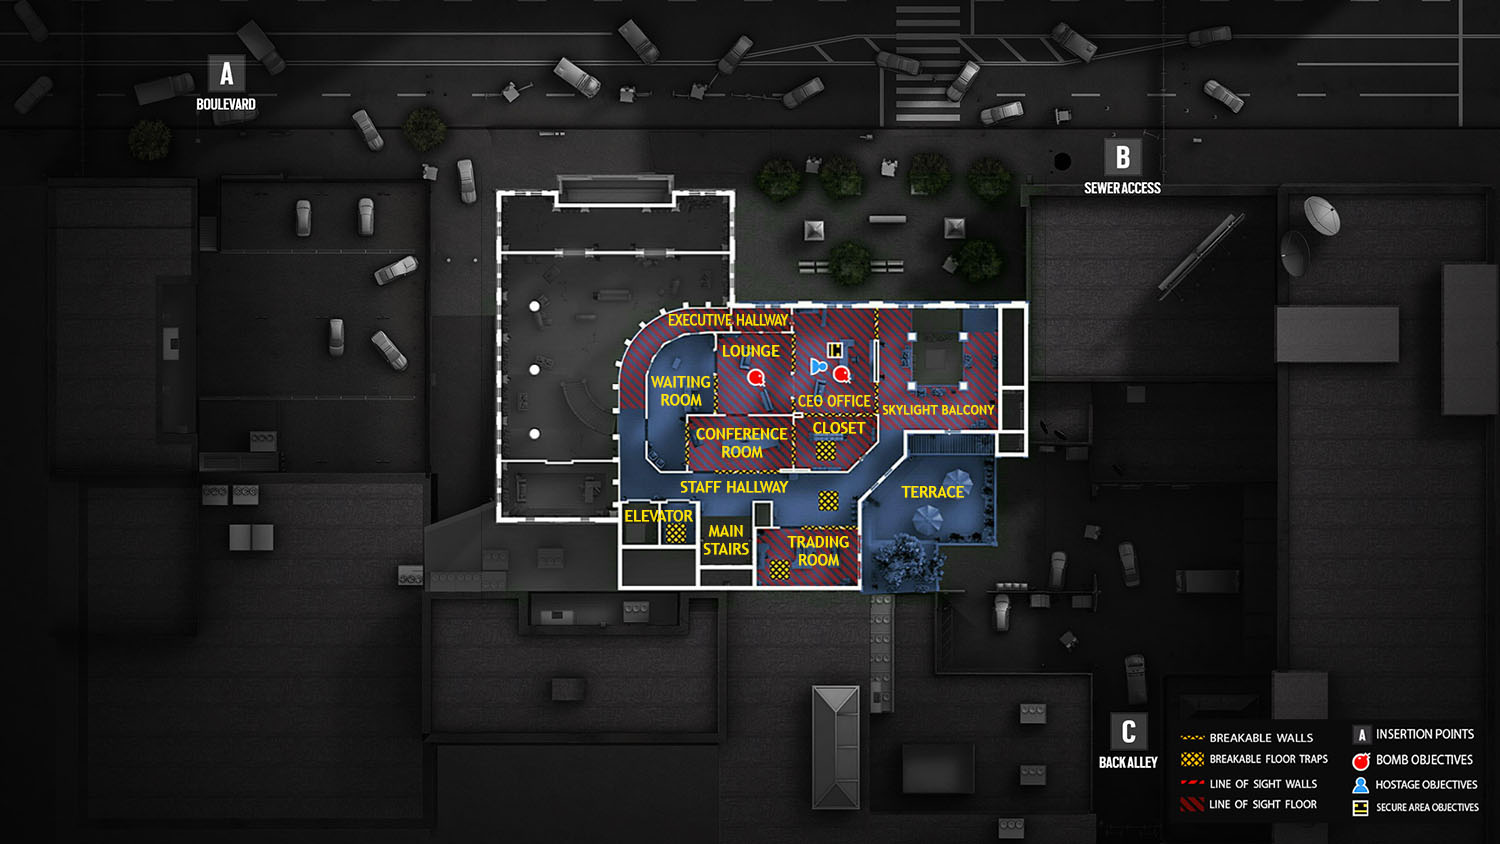 A
BOULEVARD
B
SEWER ACCESS
EXECUTIVE HALLWAY
LOUNGE
WAITING
ROOM
CEO OFFICE
SKYLIGHT BALCONY
CLOSET
CONFERENCE
ROOM
STAFF HALLWAY
TERRACE
ELEVATOR
MAIN
STAIRS
TRADING
ROOM
C
BACK ALLEY
BREAKABLE WALLS
BREAKABLE FLOOR TRAPS
LINE OF SIGHT WALLS
LINE OF SIGHT FLOOR
A INSERTION POINTS
BOMB OBJECTIVES
HOSTAGE OBJECTIVES
SECURE AREA OBJECTIVES